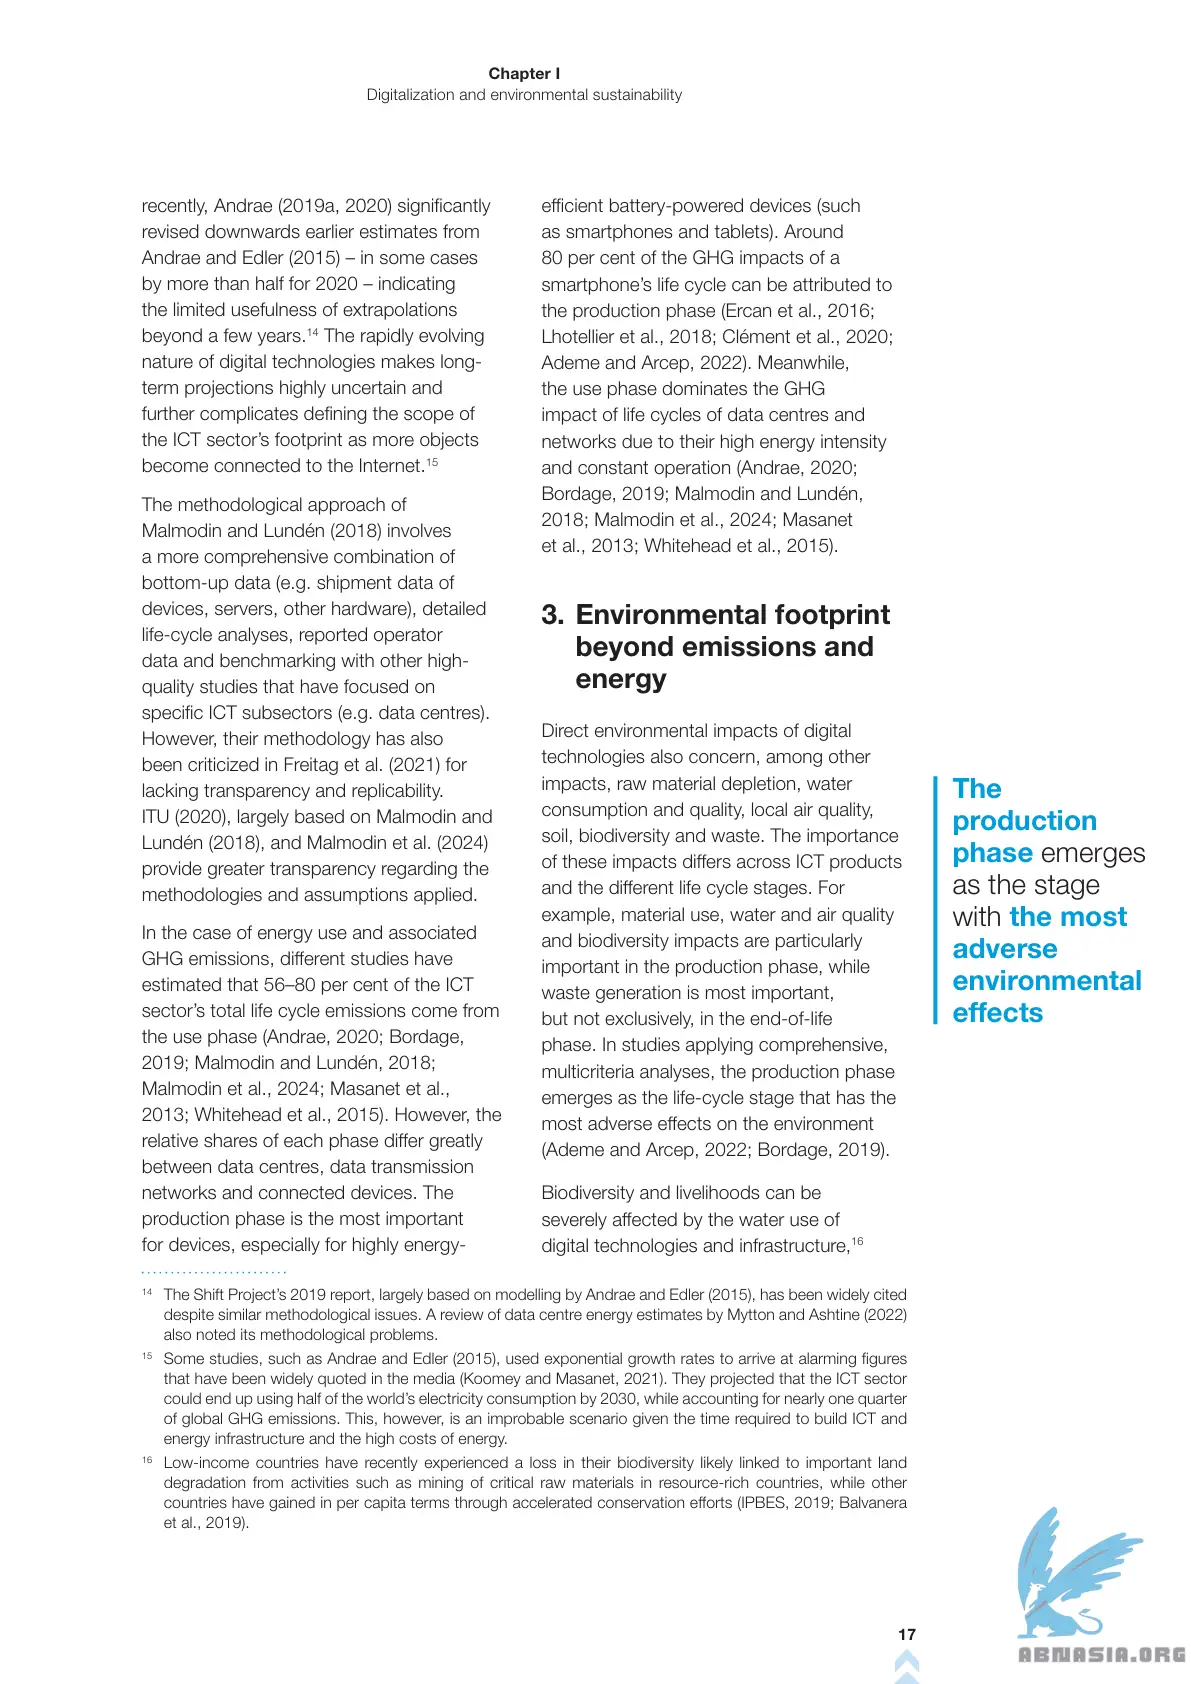 Chapter I
Digitalization and environmental sustainability
recently, Andrae (2019a, 2020) significantly
revised downwards earlier estimates from
Andrae and Edler (2015) – in some cases
by more than half for 2020 – indicating
the limited usefulness of extrapolations
beyond a few years.14 The rapidly evolving
nature of digital technologies makes long-
term projections highly uncertain and
further complicates defining the scope of
the ICT sector's footprint as more objects
become connected to the Internet.15
The methodological approach of
Malmodin and Lundén (2018) involves
a more comprehensive combination of
bottom-up data (e.g. shipment data of
devices, servers, other hardware), detailed
life-cycle analyses, reported operator
data and benchmarking with other high-
quality studies that have focused on
specific ICT subsectors (e.g. data centres).
However, their methodology has also
been criticized in Freitag et al. (2021) for
lacking transparency and replicability.
ITU (2020), largely based on Malmodin and
Lundén (2018), and Malmodin et al. (2024)
provide greater transparency regarding the
methodologies and assumptions applied.
In the case of energy use and associated
GHG emissions, different studies have
estimated that 56–80 per cent of the ICT
sector's total life cycle emissions come from
the use phase (Andrae, 2020; Bordage,
2019; Malmodin and Lundén, 2018;
Malmodin et al., 2024; Masanet et al.,
2013; Whitehead et al., 2015). However, the
relative shares of each phase differ greatly
between data centres, data transmission
networks and connected devices. The
production phase is the most important
for devices, especially for highly energy-
efficient battery-powered devices (such
as smartphones and tablets). Around
80 per cent of the GHG impacts of a
smartphone's life cycle can be attributed to
the production phase (Ercan et al., 2016;
Lhotellier et al., 2018; Clément et al., 2020;
Ademe and Arcep, 2022). Meanwhile,
the use phase dominates the GHG
impact of life cycles of data centres and
networks due to their high energy intensity
and constant operation (Andrae, 2020;
Bordage, 2019; Malmodin and Lundén,
2018; Malmodin et al., 2024; Masanet
et al., 2013; Whitehead et al., 2015).
3. Environmental footprint
beyond emissions and
energy
Direct environmental impacts of digital
technologies also concern, among other
impacts, raw material depletion, water
consumption and quality, local air quality,
soil, biodiversity and waste. The importance
of these impacts differs across ICT products
and the different life cycle stages. For
example, material use, water and air quality
and biodiversity impacts are particularly
important in the production phase, while
waste generation is most important,
but not exclusively, in the end-of-life
phase. In studies applying comprehensive,
multicriteria analyses, the production phase
emerges as the life-cycle stage that has the
most adverse effects on the environment
(Ademe and Arcep, 2022; Bordage, 2019).
Biodiversity and livelihoods can be
severely affected by the water use of
digital technologies and infrastructure,16
The
production
phase emerges
as the stage
with the most
adverse
environmental
effects
14 The Shift Project's 2019 report, largely based on modelling by Andrae and Edler (2015), has been widely cited
despite similar methodological issues. A review of data centre energy estimates by Mytton and Ashtine (2022)
also noted its methodological problems.
15 Some studies, such as Andrae and Edler (2015), used exponential growth rates to arrive at alarming figures
that have been widely quoted in the media (Koomey and Masanet, 2021). They projected that the ICT sector
could end up using half of the world's electricity consumption by 2030, while accounting for nearly one quarter
of global GHG emissions. This, however, is an improbable scenario given the time required to build ICT and
energy infrastructure and the high costs of energy.
16 Low-income countries have recently experienced a loss in their biodiversity likely linked to important land
degradation from activities such as mining of critical raw materials in resource-rich countries, while other
countries have gained in per capita terms through accelerated conservation efforts (IPBES, 2019; Balvanera
et al., 2019).
17
ABNASIA.ORG